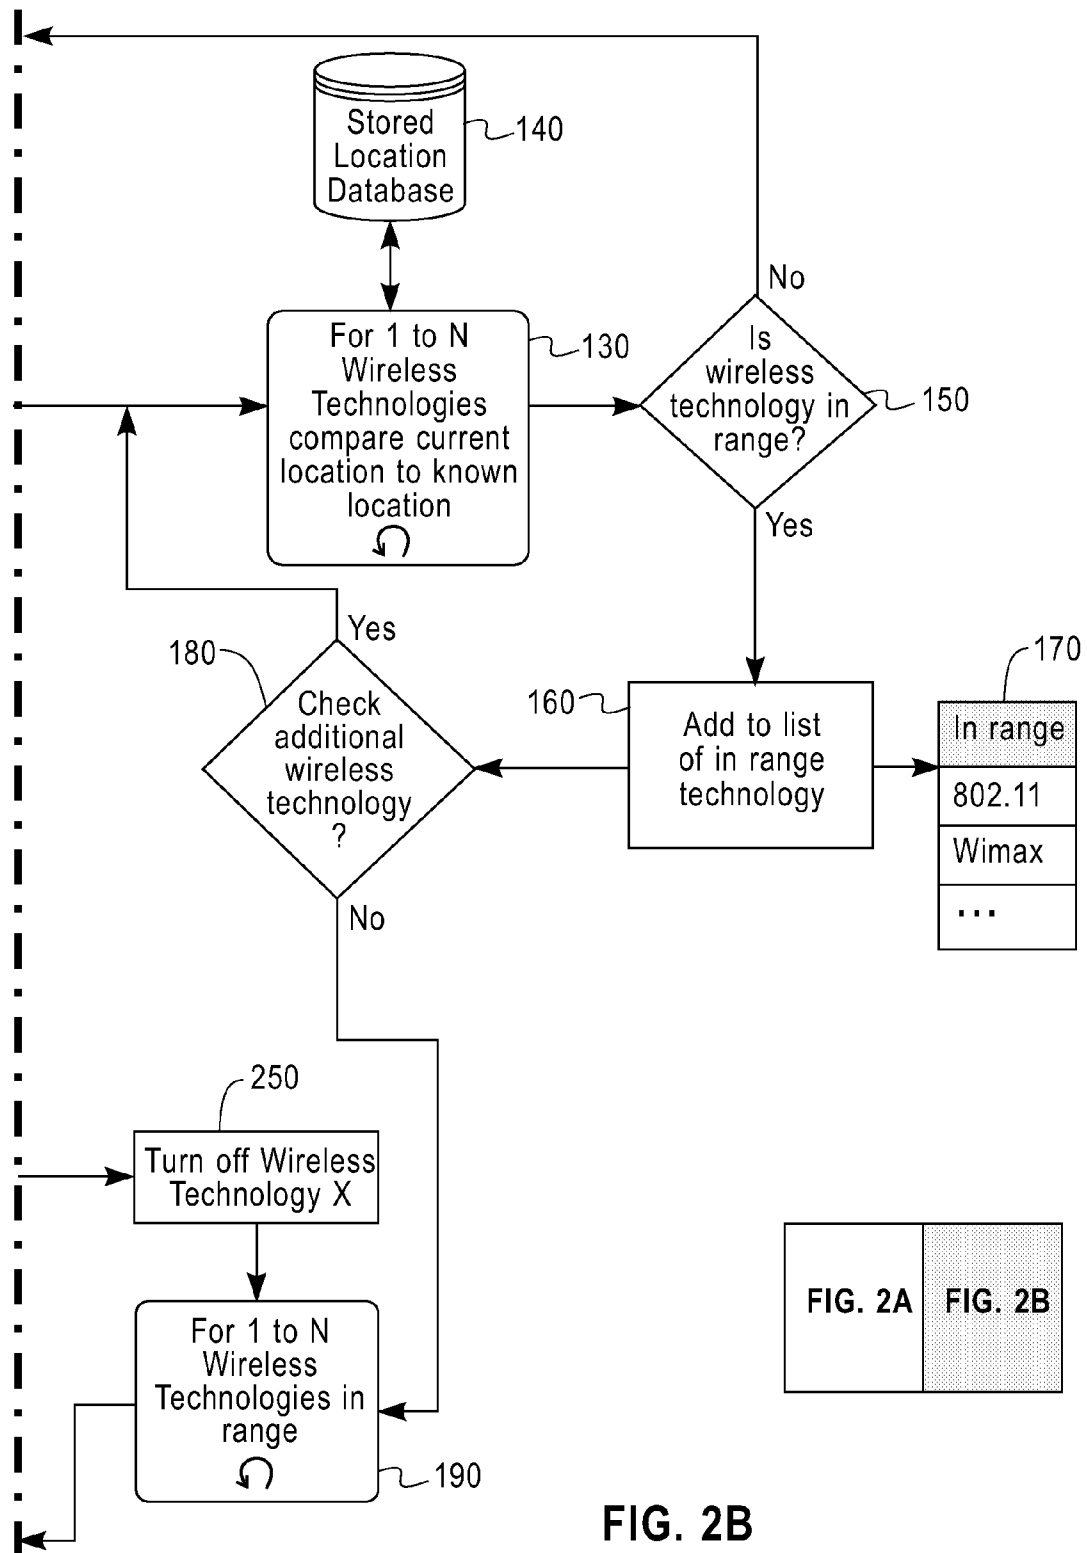 Stored
Location
Database
140
No
For 1 to N
Wireless
Technologies
compare current
location to known
location
130
Is
wireless
technology in
range?
150
Yes
Yes
180
Check
additional
wireless
technology
?
160
Add to list
of in range
technology
170
In range
802.11
Wimax
...
No
250
Turn off Wireless
Technology X
For 1 to N
Wireless
Technologies in
range
190
FIG. 2A
FIG. 2B
FIG. 2B